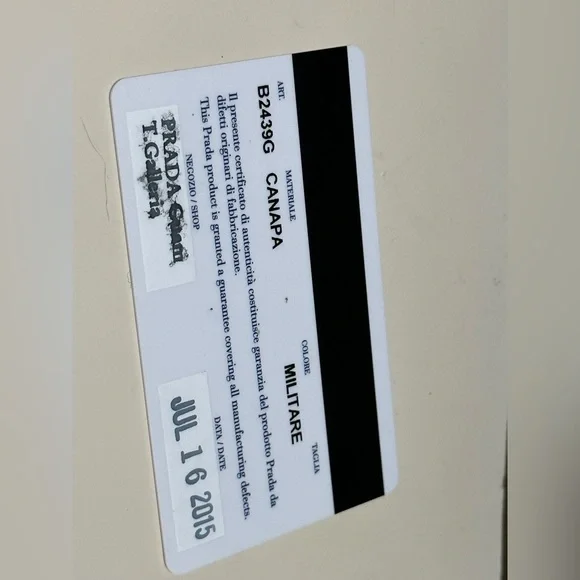 ART. MATERIALE COLORE TAGLIA
B2439G CANAPA MILITARE
Il presente certificato di autenticità costituisce garanzia del prodotto Prada da
difetti originari di fabbricazione.
This Prada product is granted a guarantee covering all manufacturing defects.
NEGOZIO / SHOP DATA / DATE
PRADA Guam JUL 16 2015
T.Galleria